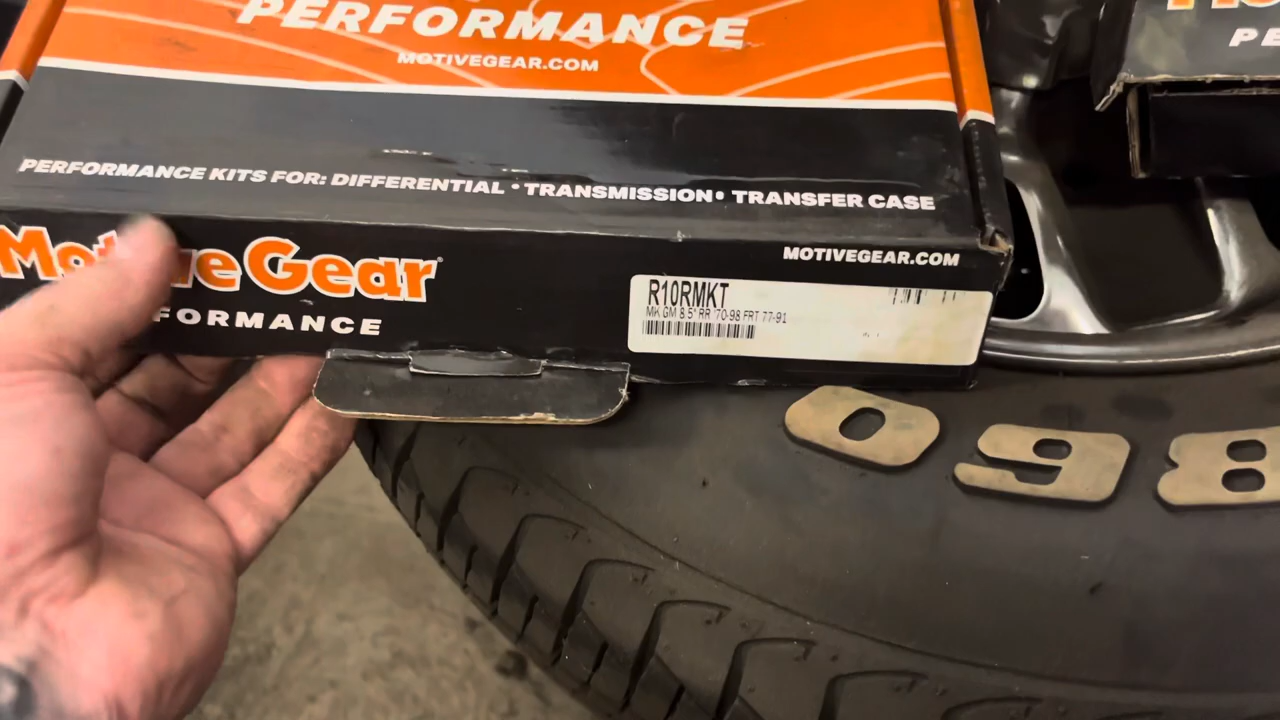 PERFORMANCE
MOTIVEGEAR.COM
PERFORMANCE KITS FOR: DIFFERENTIAL • TRANSMISSION • TRANSFER CASE
Gear
MOTIVEGEAR.COM
R10RMKT
MK GM 8.5" RR '70-98 FRT 77-91
098